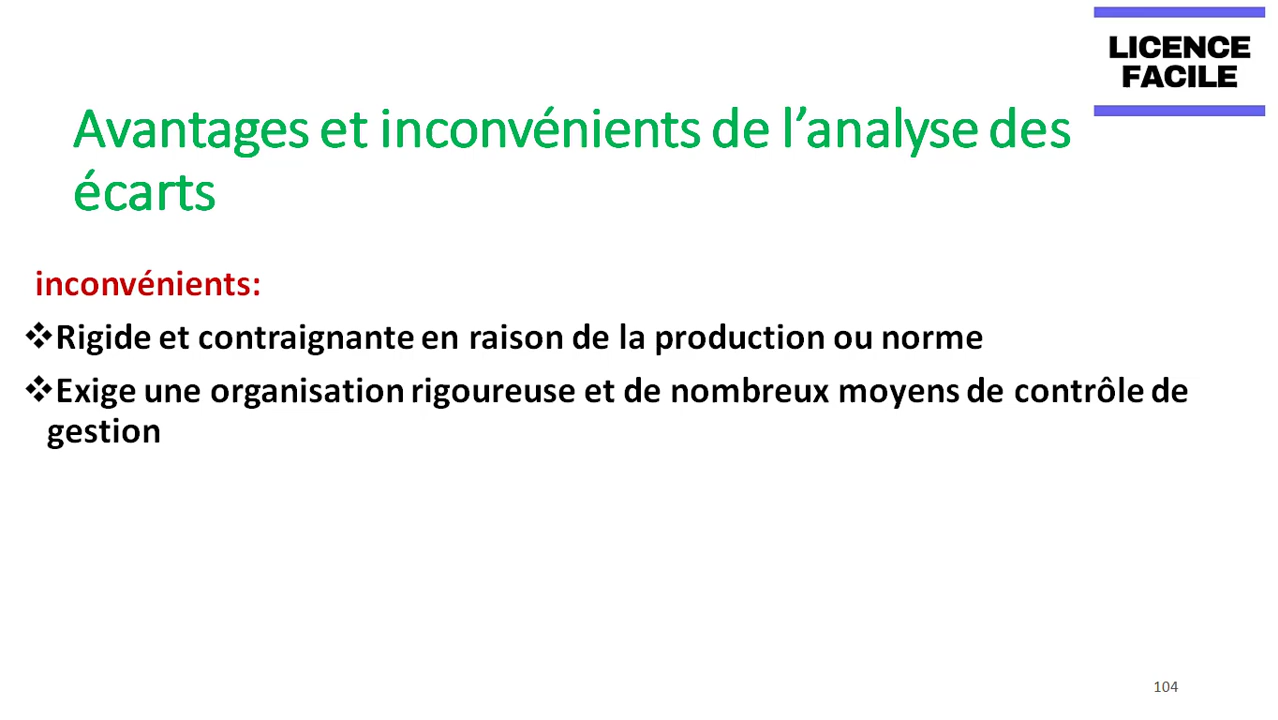 LICENCE
FACILE
Avantages et inconvénients de l’analyse des
écarts
inconvénients:
❖Rigide et contraignante en raison de la production ou norme
❖Exige une organisation rigoureuse et de nombreux moyens de contrôle de
gestion
104